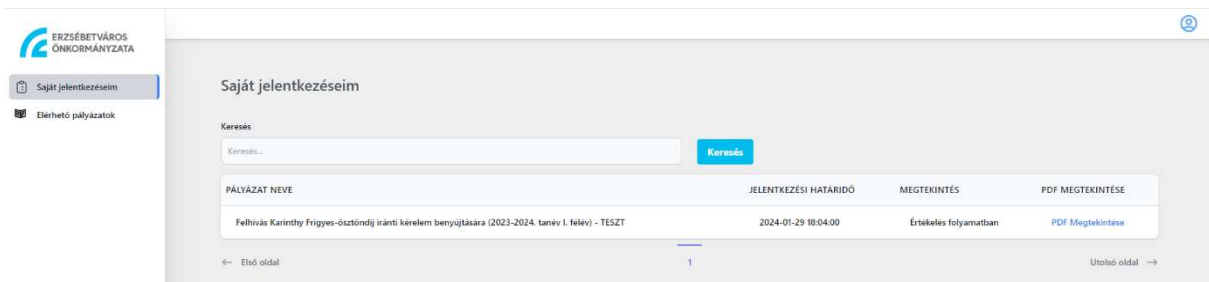 ERZSÉBETVÁROS
ÖNKORMÁNYZATA
Saját jelentkezéseim
Elérhető pályázatok
Saját jelentkezéseim
Keresés
Keresés...
Keresés
PÁLYÁZAT NEVE JELENTKEZÉSI HATÁRIDŐ MEGTEKINTÉS PDF MEGTEKINTÉSE
Felhívás Karinthy Frigyes-ösztöndíj iránti kérelem benyújtására (2023-2024. tanév I. félév) - TESZT 2024-01-29 18:04:00 Értékelés folyamatban PDF Megtekintése
← Első oldal 1 Utolsó oldal →